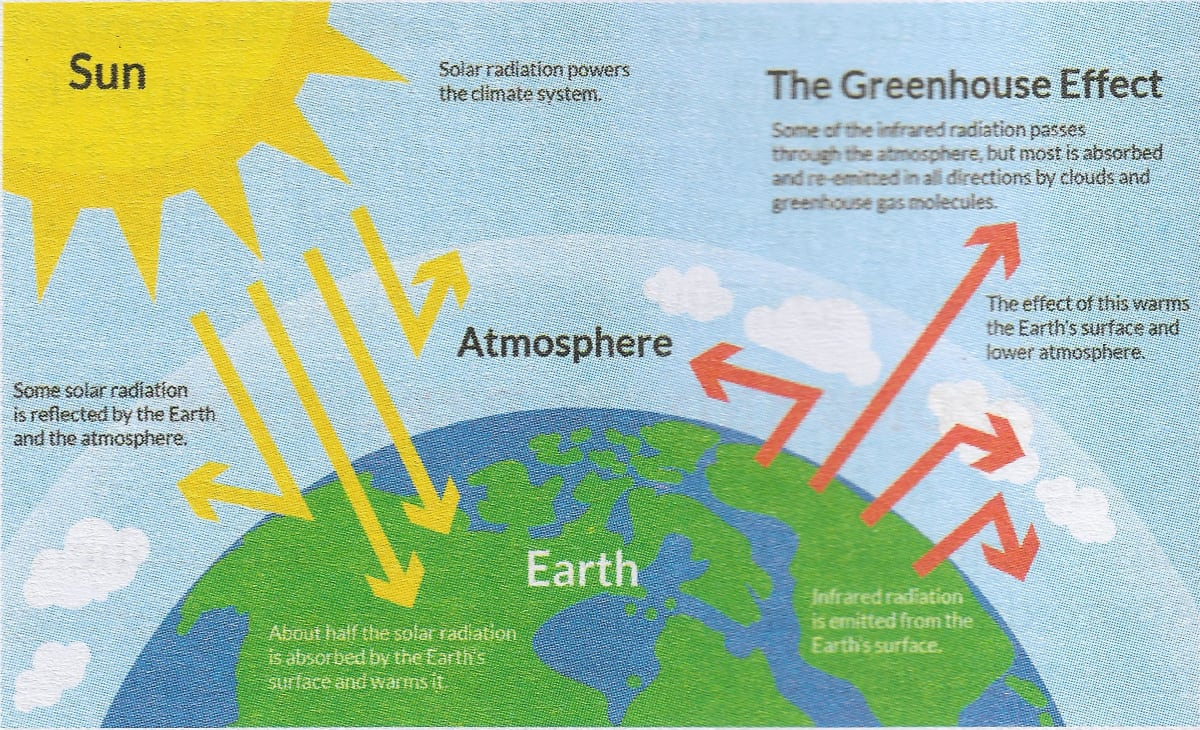 Sun
Solar radiation powers
the climate system.
The Greenhouse Effect
Some of the infrared radiation passes
through the atmosphere, but most is absorbed
and re-emitted in all directions by clouds and
greenhouse gas molecules.
The effect of this warms
the Earth's surface and
lower atmosphere.
Atmosphere
Some solar radiation
is reflected by the Earth
and the atmosphere.
Earth
About half the solar radiation
is absorbed by the Earth's
surface and warms it.
Infrared radiation
is emitted from the
Earth's surface.